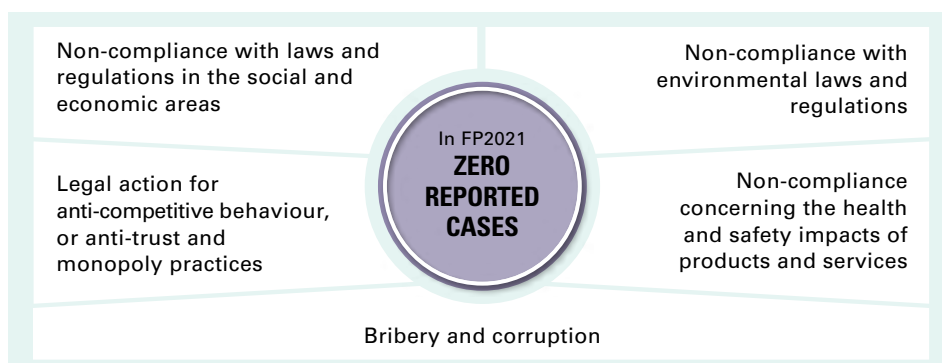 Non-compliance with laws and
regulations in the social and
economic areas
Non-compliance with
environmental laws and
regulations
In FP2021
ZERO
REPORTED
CASES
Legal action for
anti-competitive behaviour,
or anti-trust and
monopoly practices
Non-compliance
concerning the health
and safety impacts of
products and services
Bribery and corruption